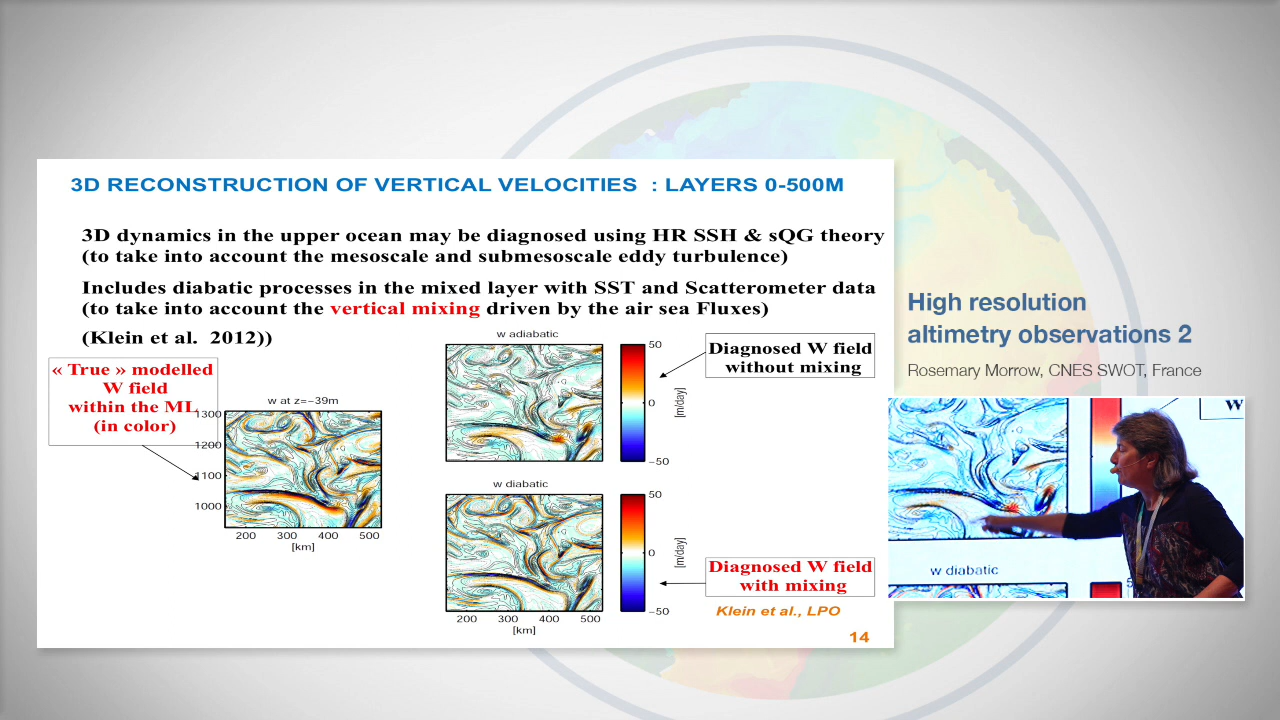 3D RECONSTRUCTION OF VERTICAL VELOCITIES : LAYERS 0-500M
3D dynamics in the upper ocean may be diagnosed using HR SSH & sQG theory
(to take into account the mesoscale and submesoscale eddy turbulence)
Includes diabatic processes in the mixed layer with SST and Scatterometer data
(to take into account the vertical mixing driven by the air sea Fluxes)
(Klein et al. 2012))
« True » modelled
W field
within the ML
(in color)
w at z=−39m
1300
1200
1100
1000
200 300 400 500
[km]
w adiabatic
50
0
−50
[m/day]
Diagnosed W field
without mixing
w diabatic
50
0
−50
[m/day]
200 300 400 500
[km]
Diagnosed W field
with mixing
Klein et al., LPO
14
High resolution
altimetry observations 2
Rosemary Morrow, CNES SWOT, France
W
w diabatic
5